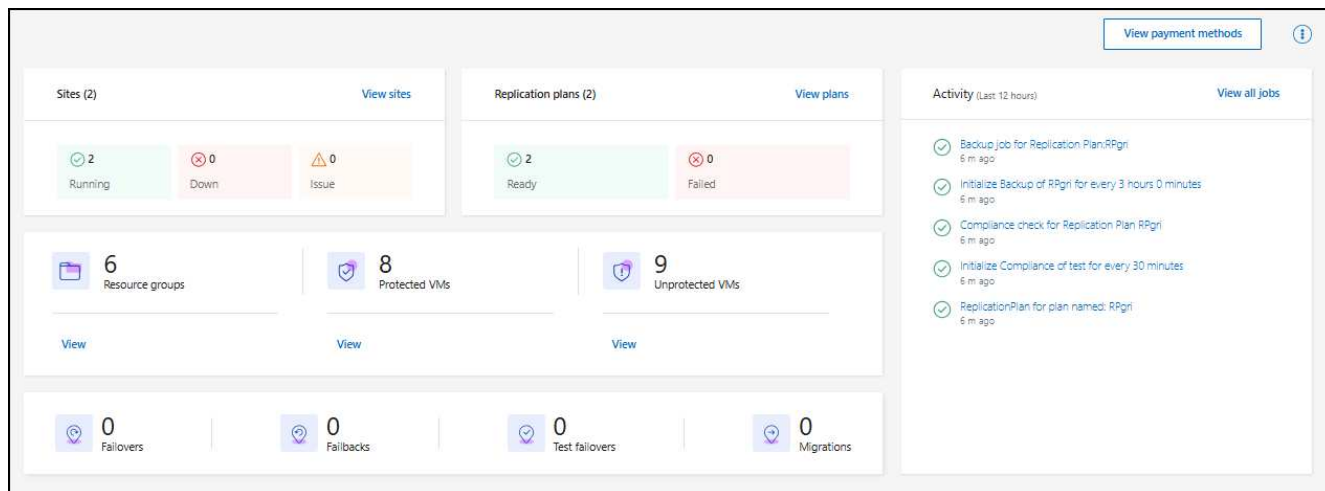 View payment methods
Sites (2)
View sites
2
Running
0
Down
0
Issue
Replication plans (2)
View plans
2
Ready
0
Failed
Activity (Last 12 hours)
View all jobs
Backup job for Replication Plan:RPgri
6 m ago
Initialize Backup of RPgri for every 3 hours 0 minutes
6 m ago
Compliance check for Replication Plan RPgri
6 m ago
Initialize Compliance of test for every 30 minutes
6 m ago
ReplicationPlan for plan named: RPgri
6 m ago
6
Resource groups
View
8
Protected VMs
View
9
Unprotected VMs
View
0
Failovers
0
Failbacks
0
Test failovers
0
Migrations